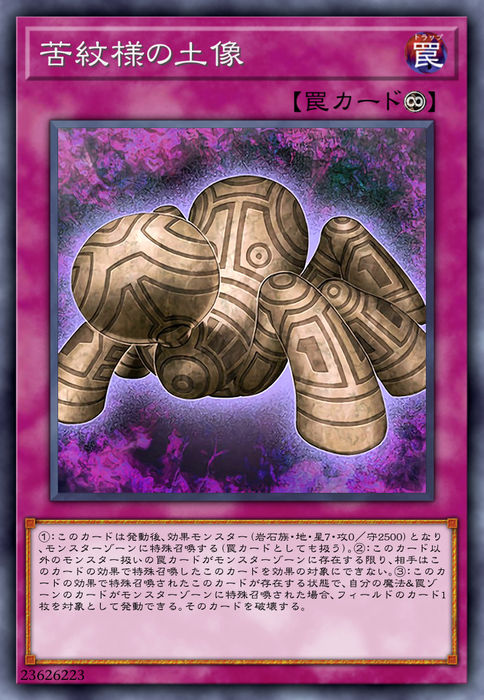 苦紋様の土像
トラップ
罠
【罠カード】
①:このカードは発動後、効果モンスター(岩石族・地・星7・攻0/守2500)となり
、モンスターゾーンに特殊召喚する(罠カードとしても扱う)。②:このカード以
外のモンスター扱いの罠カードがモンスターゾーンに存在する限り、相手はこ
のカードの効果で特殊召喚したこのカードを効果の対象にできない。③:このカ
ードの効果で特殊召喚されたこのカードが存在する状態で、自分の魔法&罠ゾ
ーンのカードがモンスターゾーンに特殊召喚された場合、フィールドのカード1
枚を対象として発動できる。そのカードを破壊する。
23626223